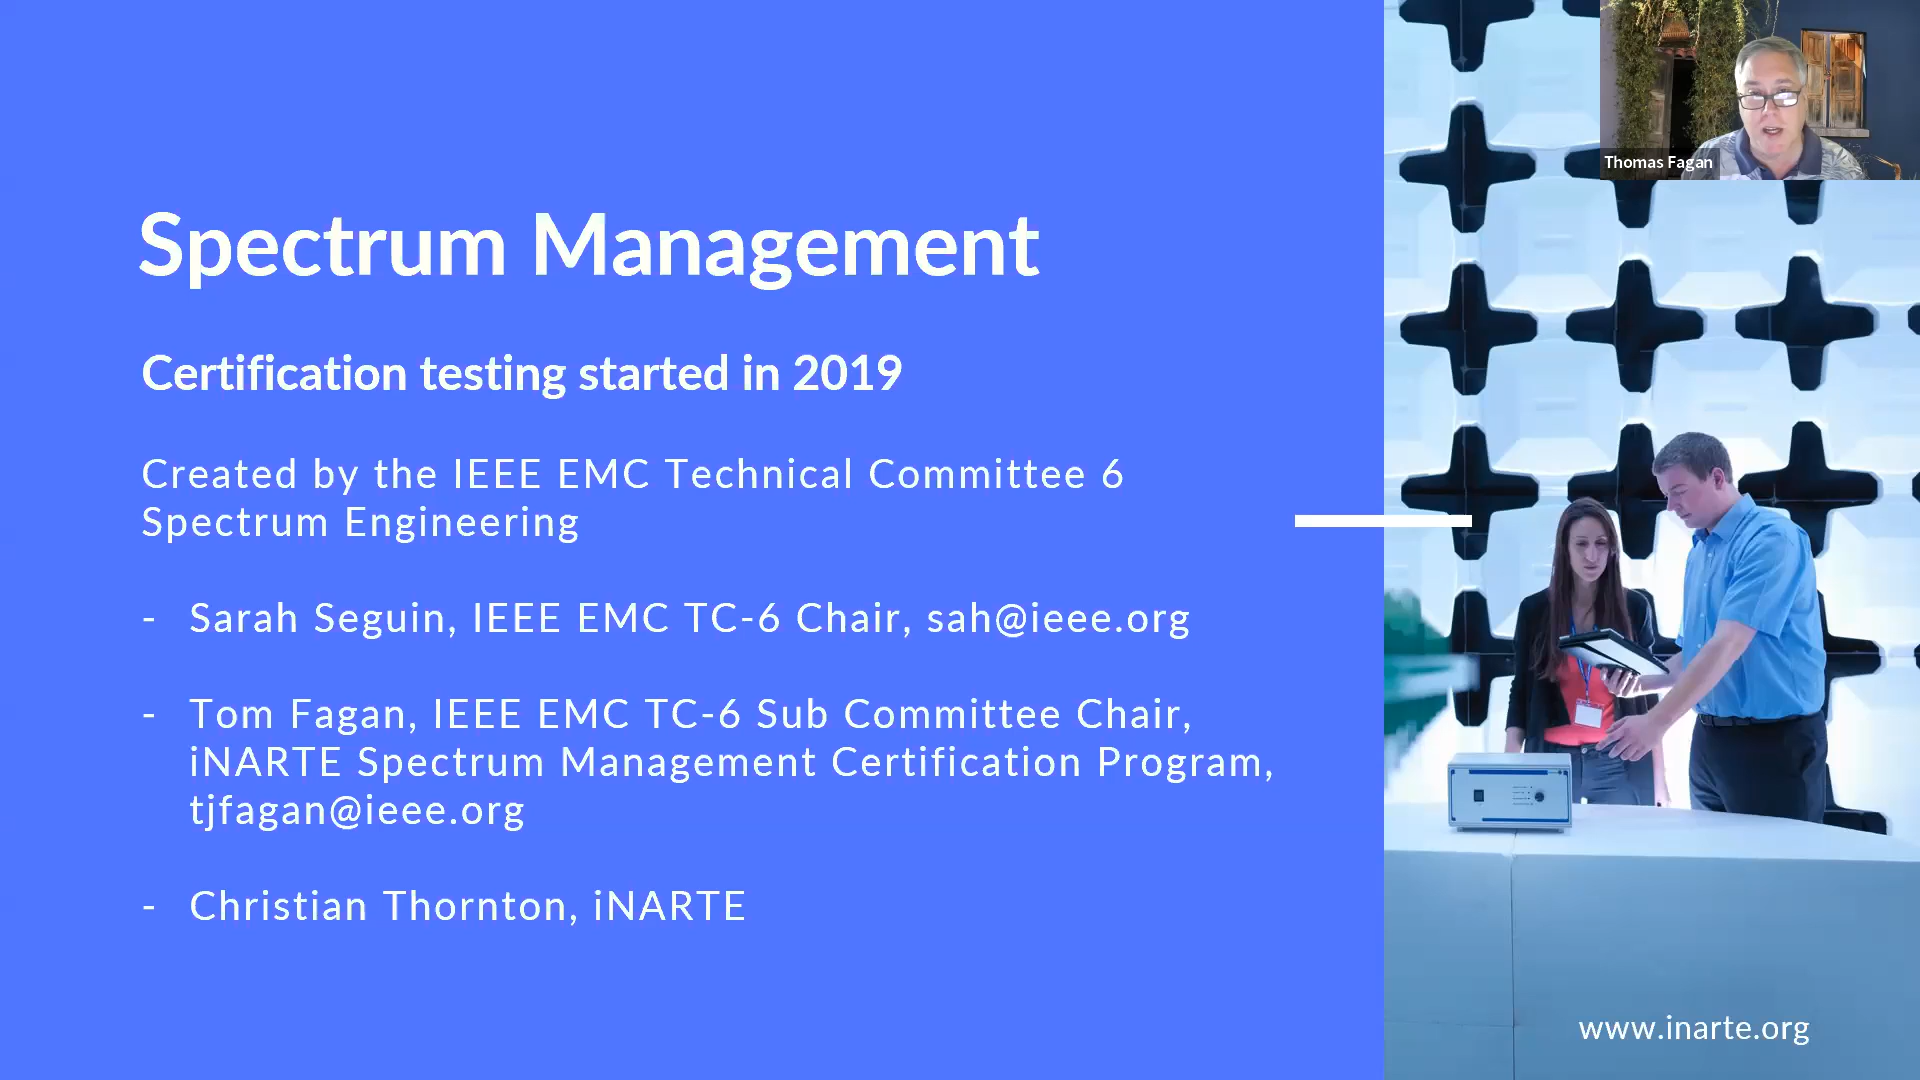 Thomas Fagan
Spectrum Management
Certification testing started in 2019
Created by the IEEE EMC Technical Committee 6
Spectrum Engineering
- Sarah Seguin, IEEE EMC TC-6 Chair, sah@ieee.org
- Tom Fagan, IEEE EMC TC-6 Sub Committee Chair,
iNARTE Spectrum Management Certification Program,
tjfagan@ieee.org
- Christian Thornton, iNARTE
www.inarte.org